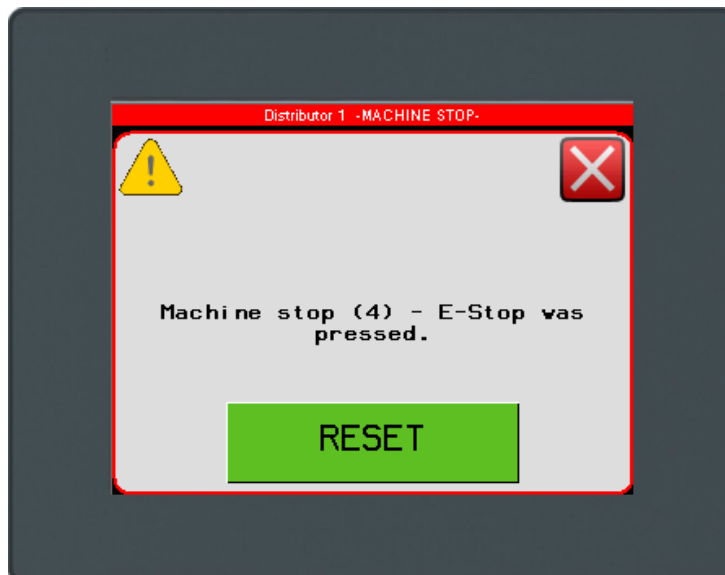 Distributor 1 -MACHINE STOP-
Machine stop (4) - E-Stop was
pressed.
RESET